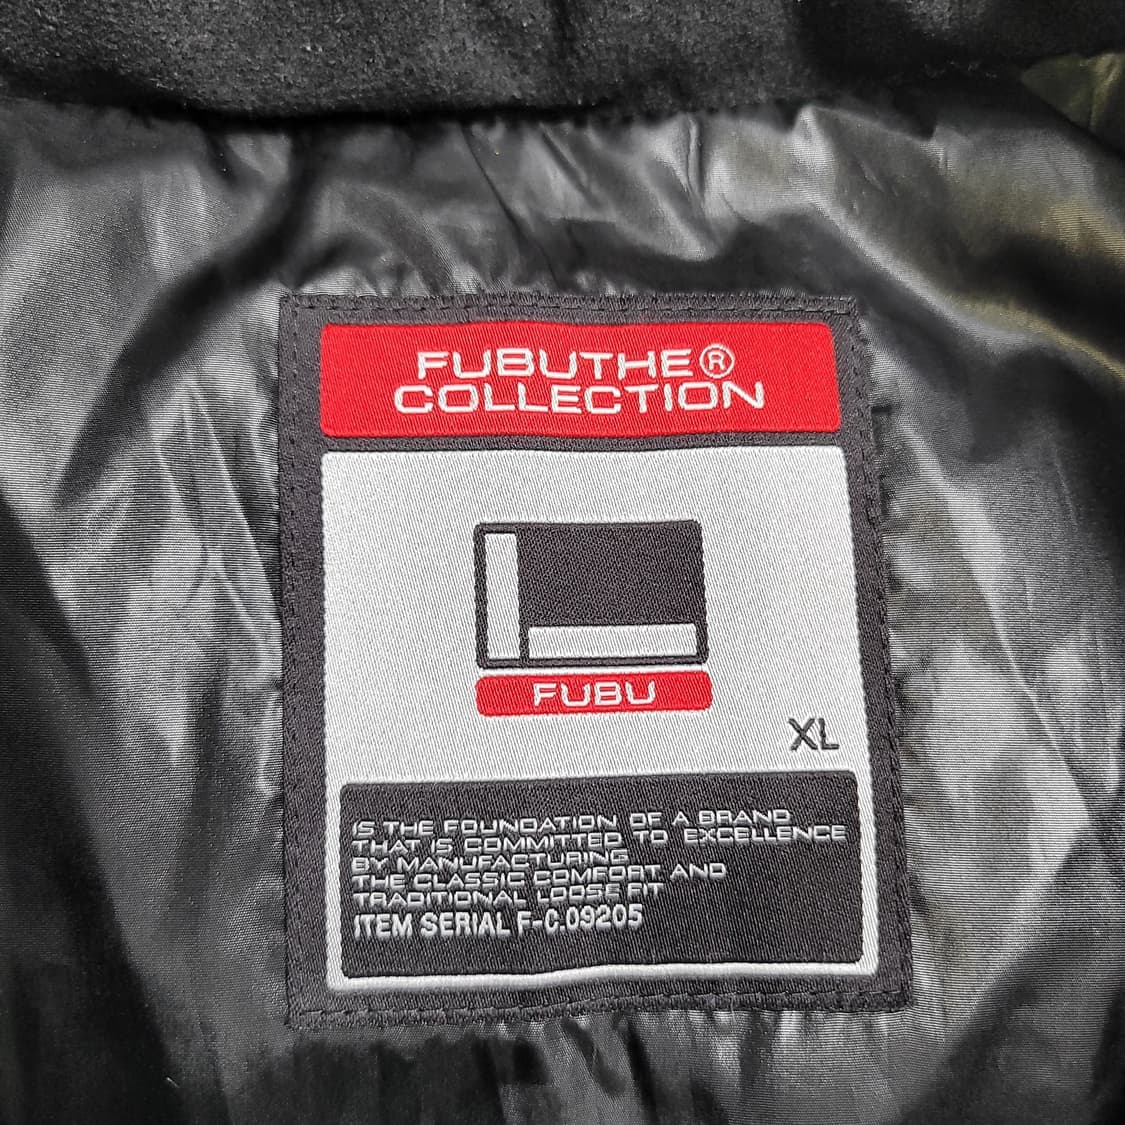 FUBUTHE®
COLLECTION
FUBU
XL
IS THE FOUNDATION OF A BRAND
THAT IS COMMITTED TO EXCELLENCE
BY MANUFACTURING
THE CLASSIC COMFORT AND
TRADITIONAL LOOSE FIT
ITEM SERIAL F-C.09205